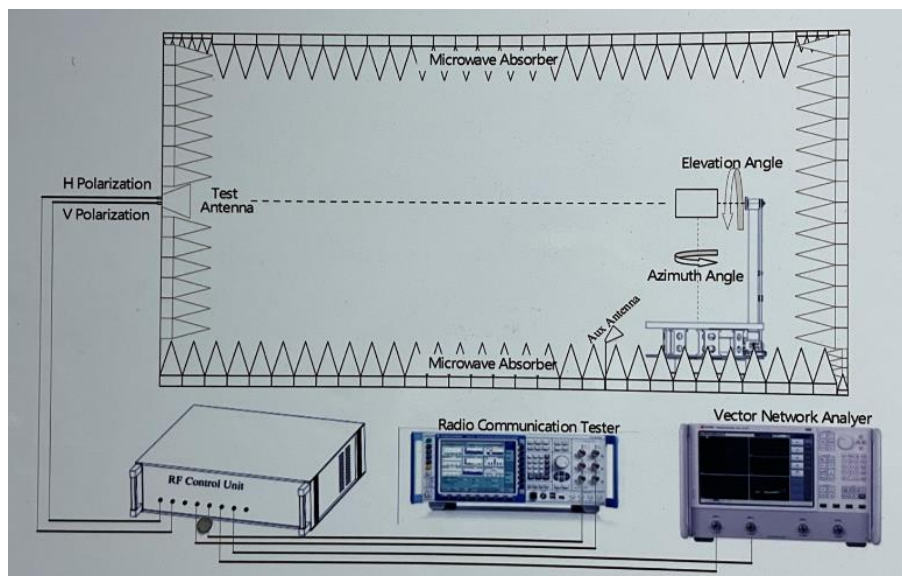 Microwave Absorber
Elevation Angle
H Polarization
Test
Antenna
V Polarization
Azimuth Angle
Aux Antenna
Microwave Absorber
Radio Communication Tester
Vector Network Analyer
RF Control Unit